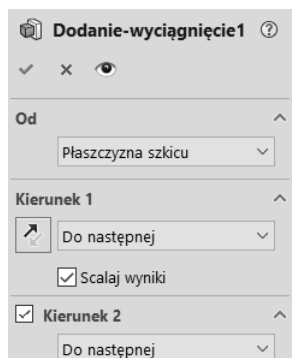 Dodanie-wyciągnięcie1
Od
Płaszczyzna szkicu
Kierunek 1
Do następnej
Scalaj wyniki
Kierunek 2
Do następnej